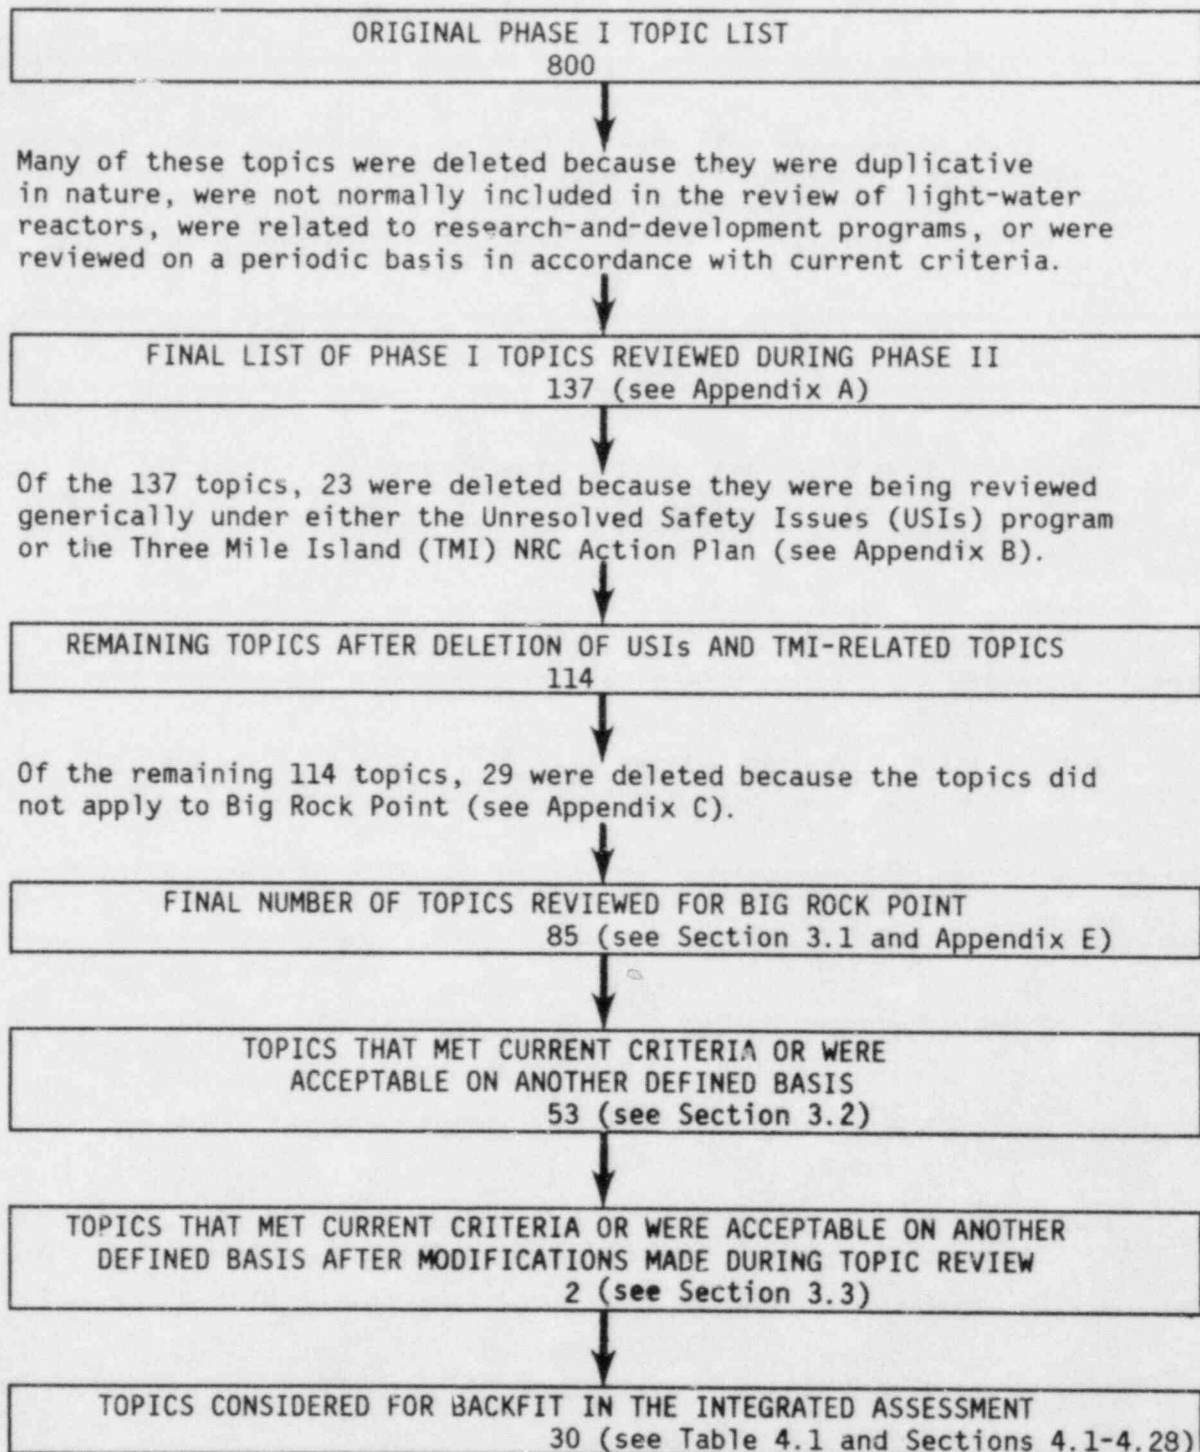 ORIGINAL PHASE I TOPIC LIST
800
Many of these topics were deleted because they were duplicative
in nature, were not normally included in the review of light-water
reactors, were related to research-and-development programs, or were
reviewed on a periodic basis in accordance with current criteria.
FINAL LIST OF PHASE I TOPICS REVIEWED DURING PHASE II
137 (see Appendix A)
Of the 137 topics, 23 were deleted because they were being reviewed
generically under either the Unresolved Safety Issues (USIs) program
or the Three Mile Island (TMI) NRC Action Plan (see Appendix B).
REMAINING TOPICS AFTER DELETION OF USIs AND TMI-RELATED TOPICS
114
Of the remaining 114 topics, 29 were deleted because the topics did
not apply to Big Rock Point (see Appendix C).
FINAL NUMBER OF TOPICS REVIEWED FOR BIG ROCK POINT
85 (see Section 3.1 and Appendix E)
TOPICS THAT MET CURRENT CRITERIA OR WERE
ACCEPTABLE ON ANOTHER DEFINED BASIS
53 (see Section 3.2)
TOPICS THAT MET CURRENT CRITERIA OR WERE ACCEPTABLE ON ANOTHER
DEFINED BASIS AFTER MODIFICATIONS MADE DURING TOPIC REVIEW
2 (see Section 3.3)
TOPICS CONSIDERED FOR BACKFIT IN THE INTEGRATED ASSESSMENT
30 (see Table 4.1 and Sections 4.1-4.28)